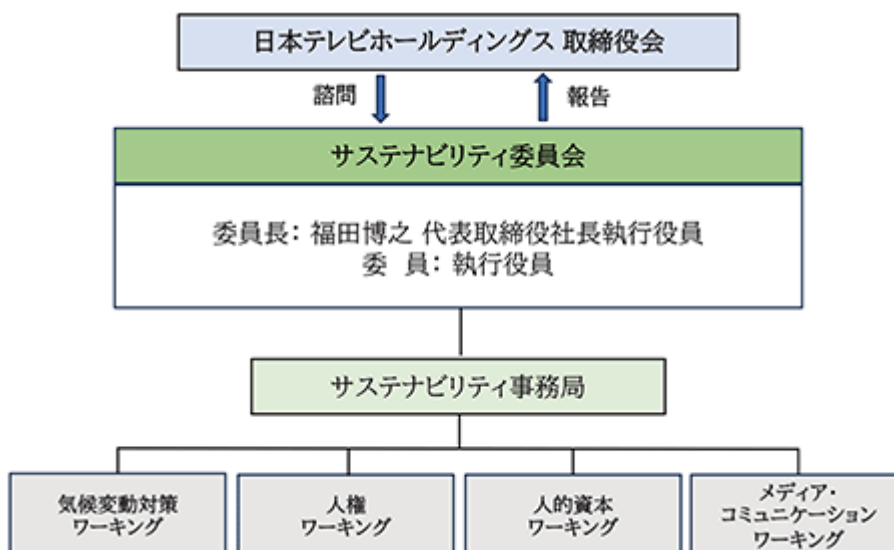 日本テレビホールディングス 取締役会
諮問
報告
サステナビリティ委員会
委員長： 福田博之 代表取締役社長執行役員
委 員： 執行役員
サステナビリティ事務局
気候変動対策
ワーキング
人権
ワーキング
人的資本
ワーキング
メディア・
コミュニケーション
ワーキング